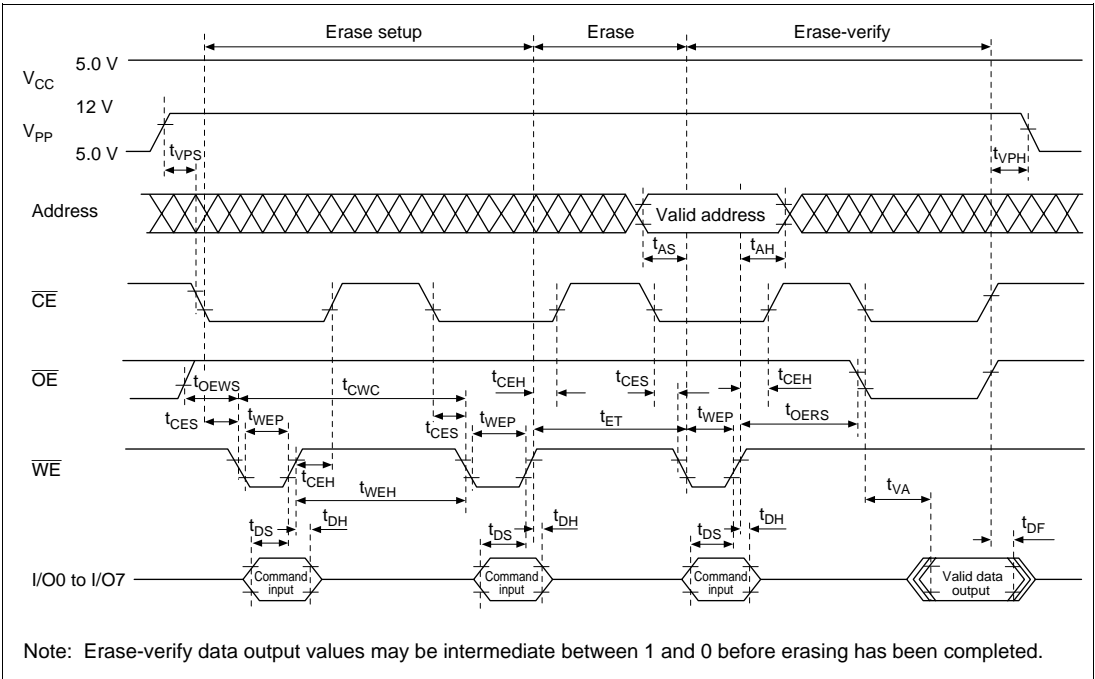 Erase setup
Erase
Erase-verify
VCC
5.0 V
12 V
VPP
5.0 V
tVPS
tVPH
Address
Valid address
tAS
tAH
CE
OE
tOEWS
tCWC
tCEH
tCES
tCEH
tCES
tWEP
tCES
tWEP
tET
tWEP
tOERS
WE
tCEH
tWEH
tVA
tDS
tDH
tDS
tDH
tDS
tDH
tDF
I/O0 to I/O7
Command
input
Command
input
Command
input
Valid data
output
Note: Erase-verify data output values may be intermediate between 1 and 0 before erasing has been completed.